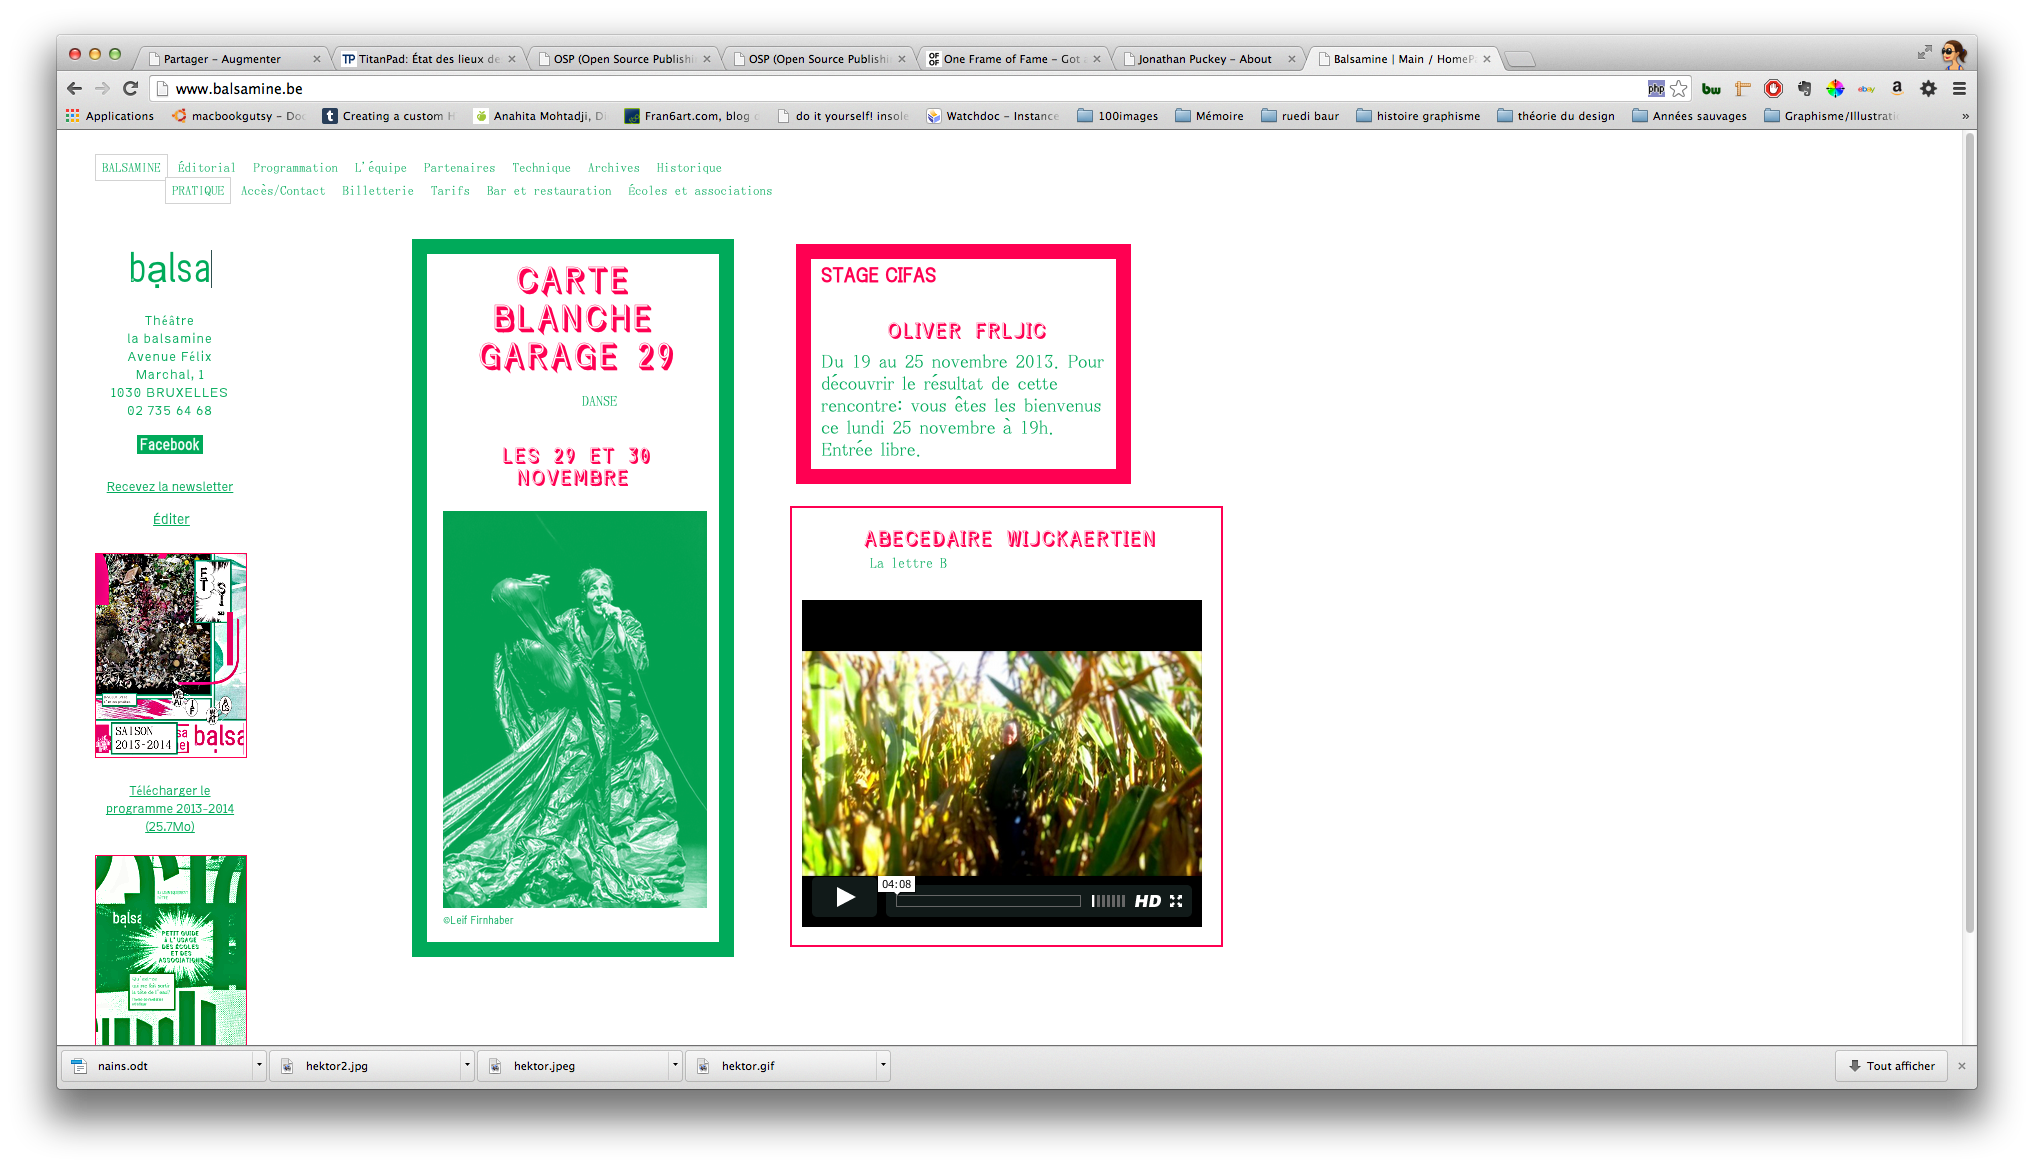 Partager – Augmenter
TP TitanPad: État des lieux de
OSP (Open Source Publishi
OSP (Open Source Publishi
OF OF One Frame of Fame – Got
Jonathan Puckey – About
Balsamine | Main / HomeP
www.balsamine.be
php
bw
ebay
a
Applications
macbookgutsy – Doc
t Creating a custom H
Anahita Mohtadji, Di
Fran6art.com, blog d
do it yourself! insole
Watchdoc – Instance
100images
Mémoire
ruedi baur
histoire graphisme
théorie du design
Années sauvages
Graphisme/Illustrati
»
BALSAMINE Éditorial Programmation L'équipe Partenaires Technique Archives Historique
PRATIQUE Accès/Contact Billetterie Tarifs Bar et restauration Écoles et associations
balsa
Théâtre
la balsamine
Avenue Félix
Marchal, 1
1030 BRUXELLES
02 735 64 68
Facebook
Recevez la newsletter
Éditer
SAISON
2013-2014
balsa
Télécharger le
programme 2013-2014
(25.7Mo)
balsa
PETIT GUIDE
À L'USAGE
DES ÉCOLES
ET DES
ASSOCIATIONS
CARTE
BLANCHE
GARAGE 29
DANSE
LES 29 ET 30
NOVEMBRE
©Leif Firnhaber
STAGE CIFAS
OLIVER FRLJIC
Du 19 au 25 novembre 2013. Pour
découvrir le résultat de cette
rencontre: vous êtes les bienvenus
ce lundi 25 novembre à 19h.
Entrée libre.
ABECEDAIRE WIJCKAERTIEN
La lettre B
04:08
HD
nains.odt
hektor2.jpg
hektor.jpeg
hektor.gif
Tout afficher